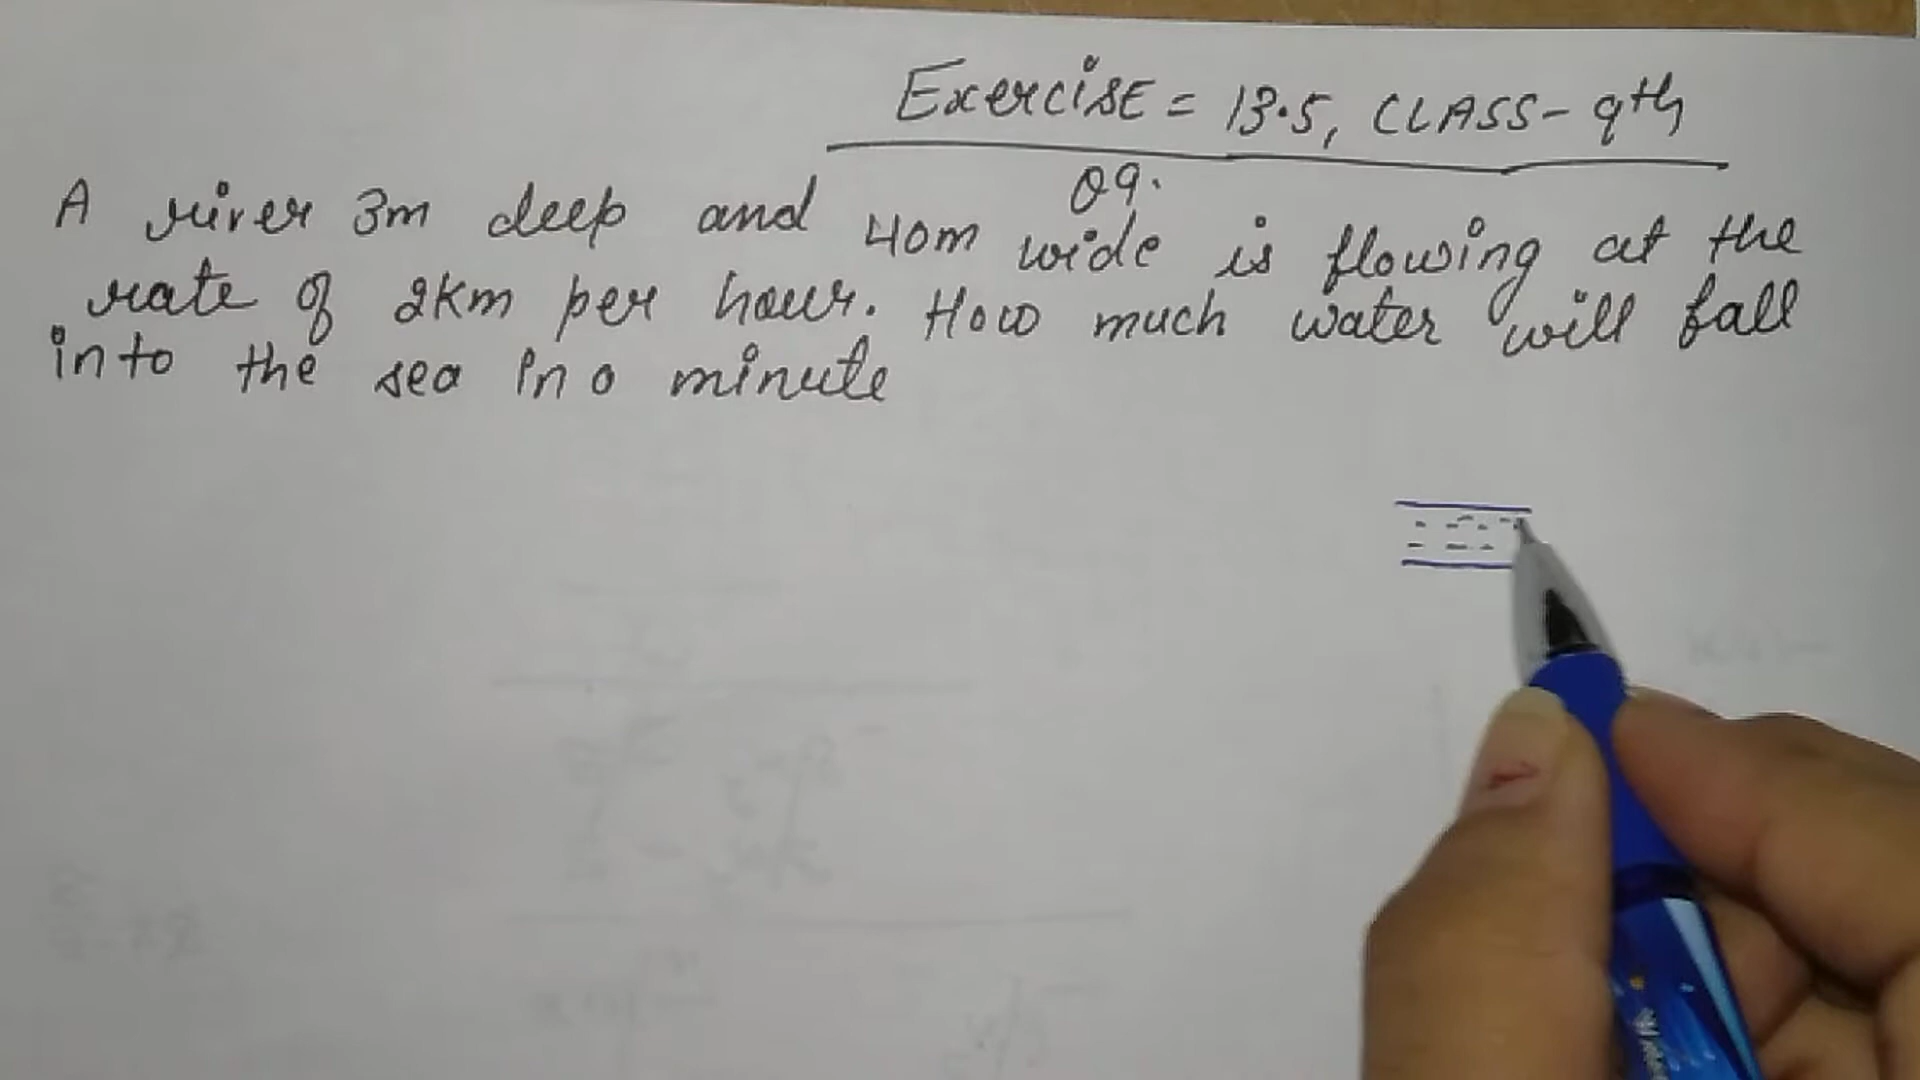 Exercise = 13.5, CLASS - 9th
Q9.
A river 3m deep and 40m wide is flowing at the
rate of 2km per hour. How much water will fall
into the sea in a minute